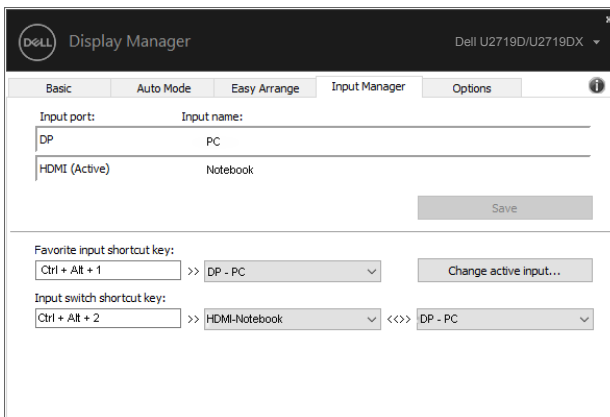 DELL Display Manager Dell U2719D/U2719DX
Basic Auto Mode Easy Arrange Input Manager Options
Input port: Input name:
DP PC
HDMI (Active) Notebook
Save
Favorite input shortcut key:
Ctrl + Alt + 1 >> DP - PC Change active input...
Input switch shortcut key:
Ctrl + Alt + 2 >> HDMI-Notebook <<>> DP - PC